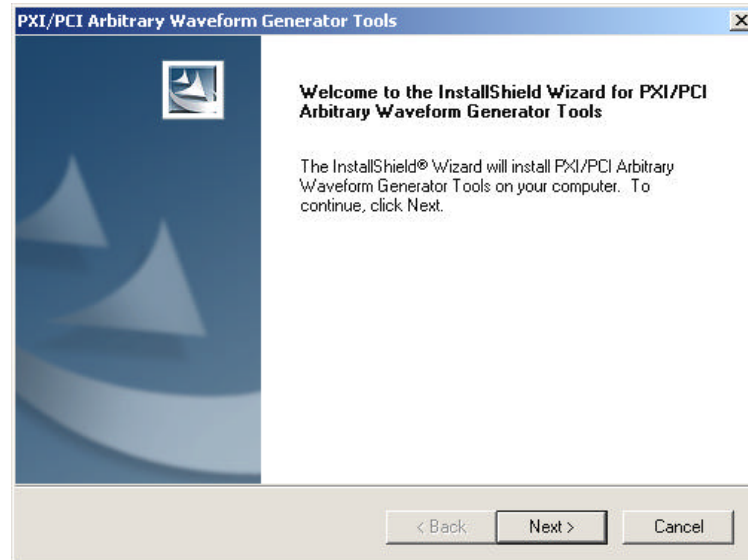 PXI/PCI Arbitrary Waveform Generator Tools
Welcome to the InstallShield Wizard for PXI/PCI
Arbitrary Waveform Generator Tools
The InstallShield® Wizard will install PXI/PCI Arbitrary
Waveform Generator Tools on your computer.  To
continue, click Next.
< Back
Next >
Cancel